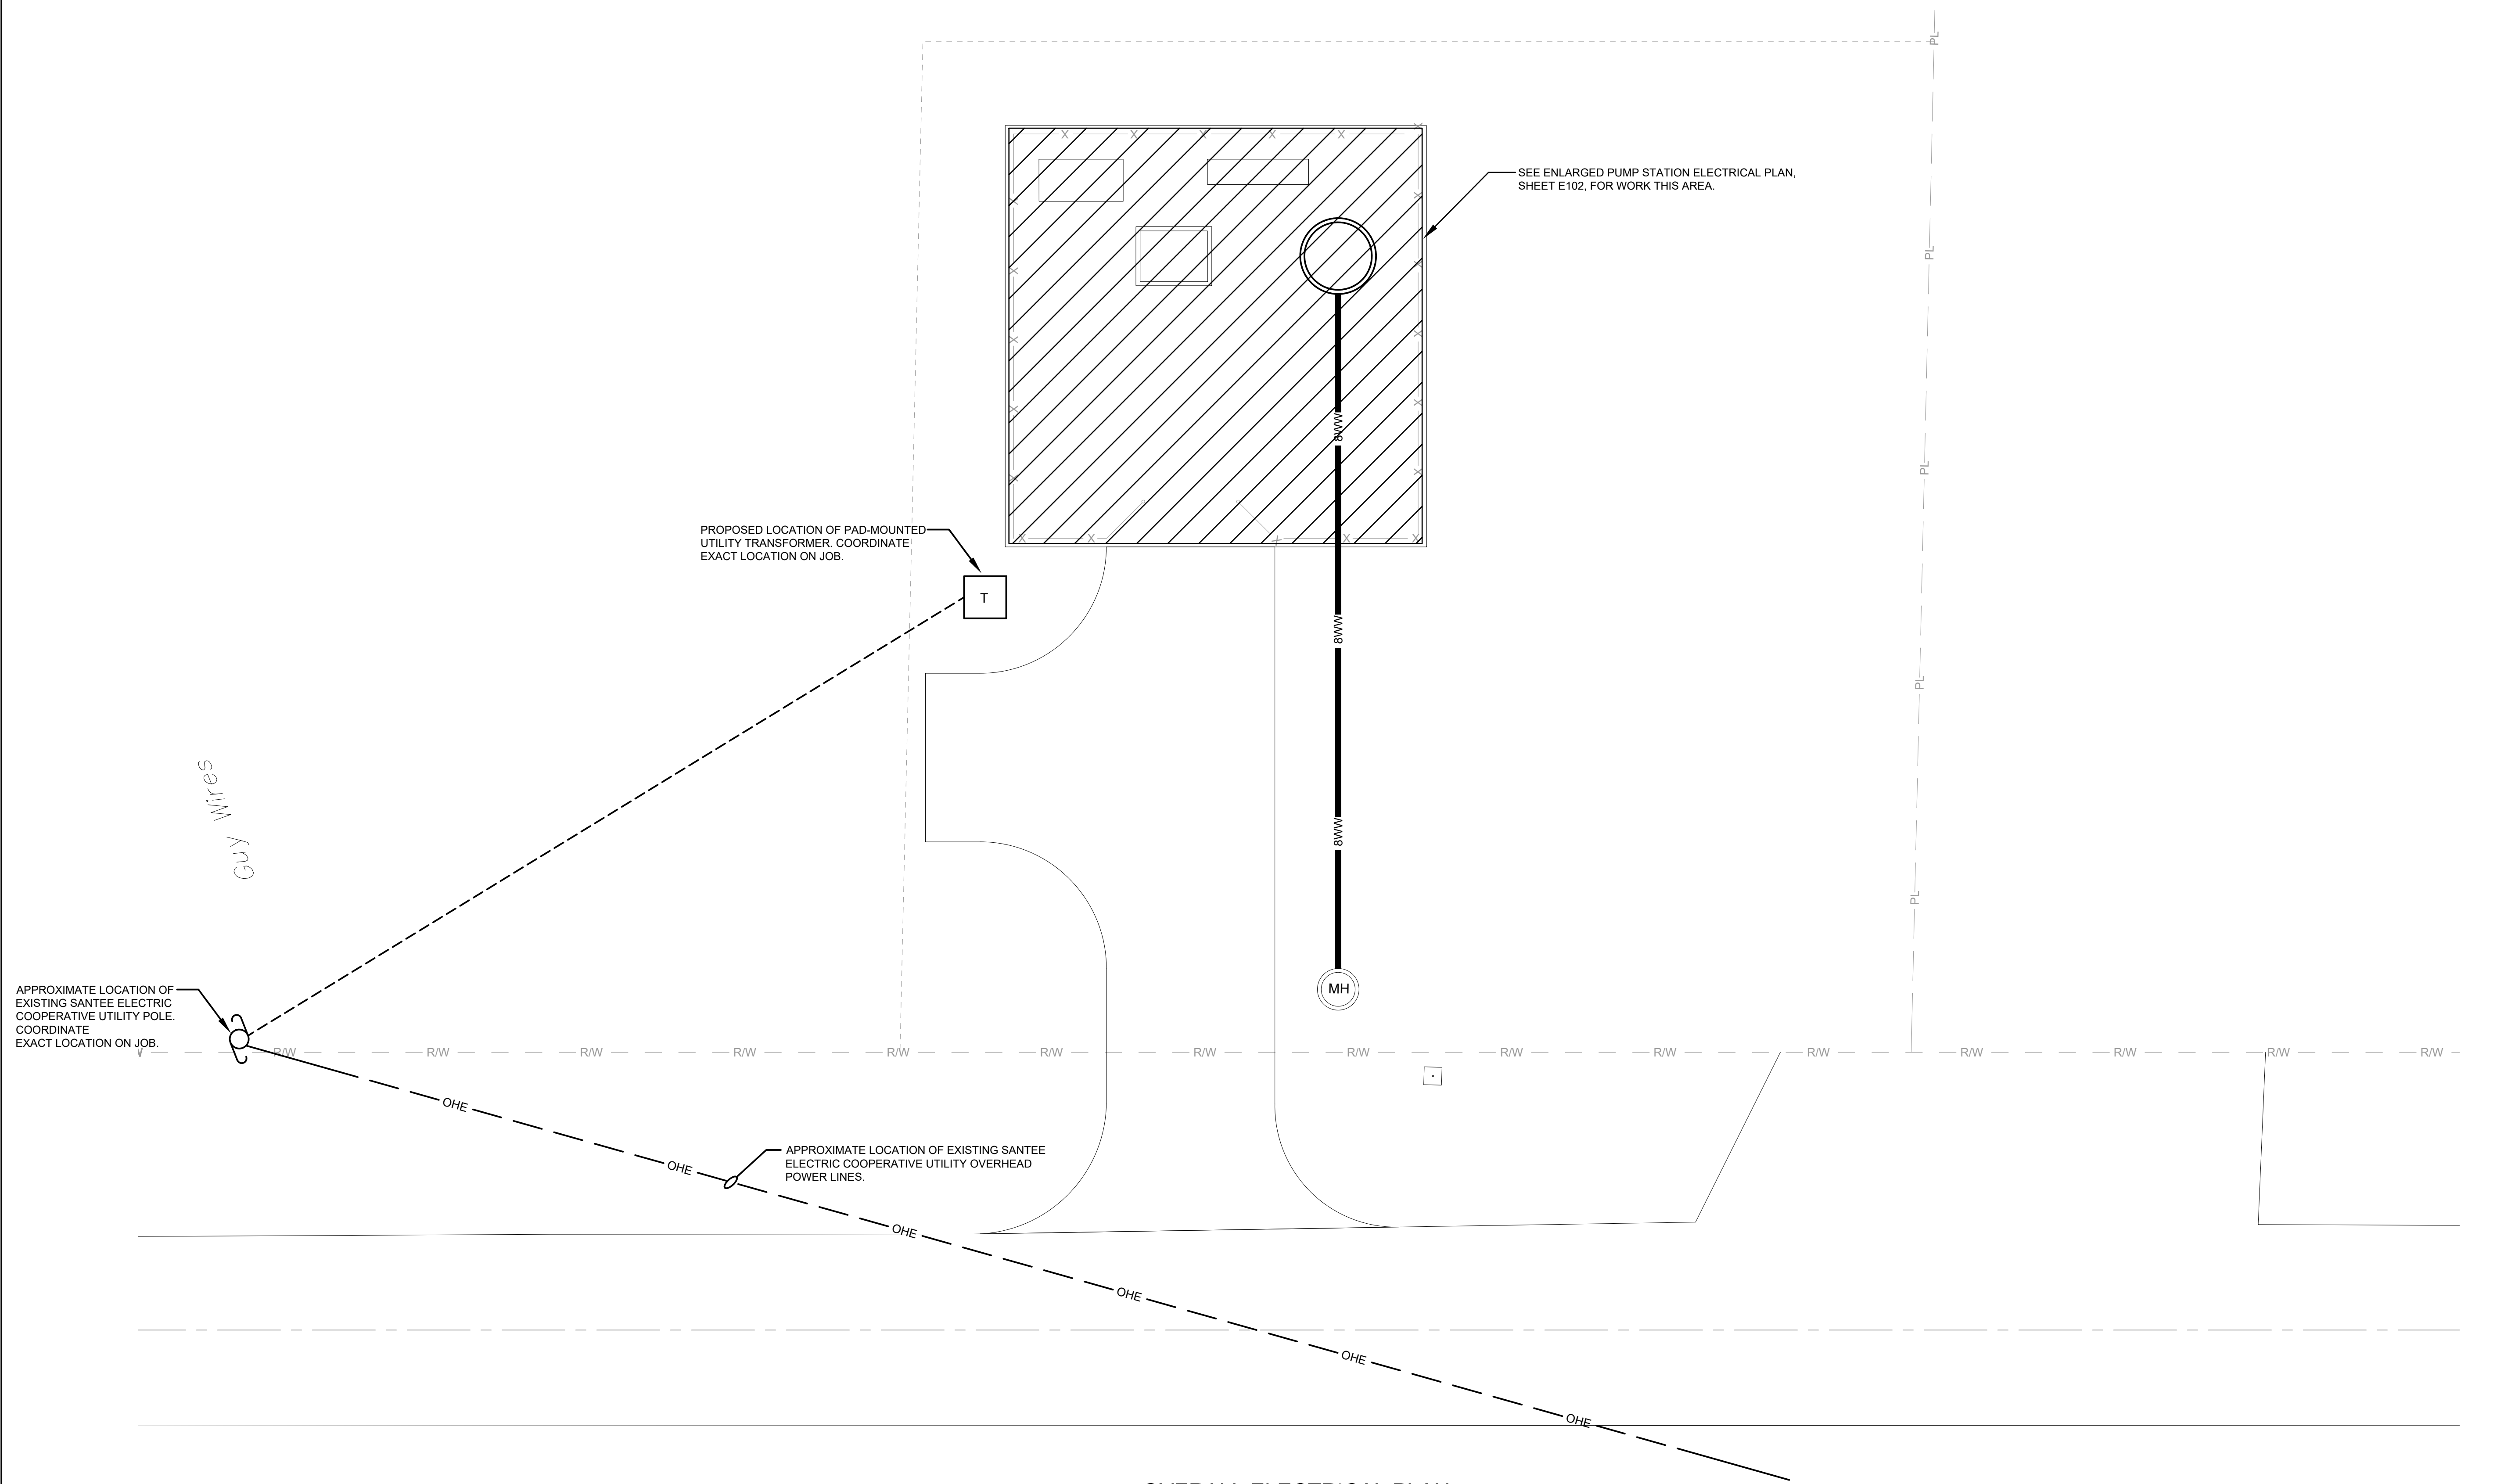 PL
X X X X X X
SEE ENLARGED PUMP STATION ELECTRICAL PLAN,
SHEET E102, FOR WORK THIS AREA.
X X
PL
X X
X X
X X
8WW
PL
X X
PROPOSED LOCATION OF PAD-MOUNTED
UTILITY TRANSFORMER. COORDINATE
EXACT LOCATION ON JOB.
X X X X X
T
8WW
PL
Guy Wires
8WW
PL
APPROXIMATE LOCATION OF
EXISTING SANTEE ELECTRIC
COOPERATIVE UTILITY POLE.
COORDINATE
EXACT LOCATION ON JOB.
MH
R/W R/W R/W R/W R/W R/W R/W R/W R/W R/W R/W R/W R/W R/W R/W
OHE
APPROXIMATE LOCATION OF EXISTING SANTEE
ELECTRIC COOPERATIVE UTILITY OVERHEAD
POWER LINES.
OHE
OHE
OHE
OHE
OHE
OVERALL ELECTRICAL PLAN